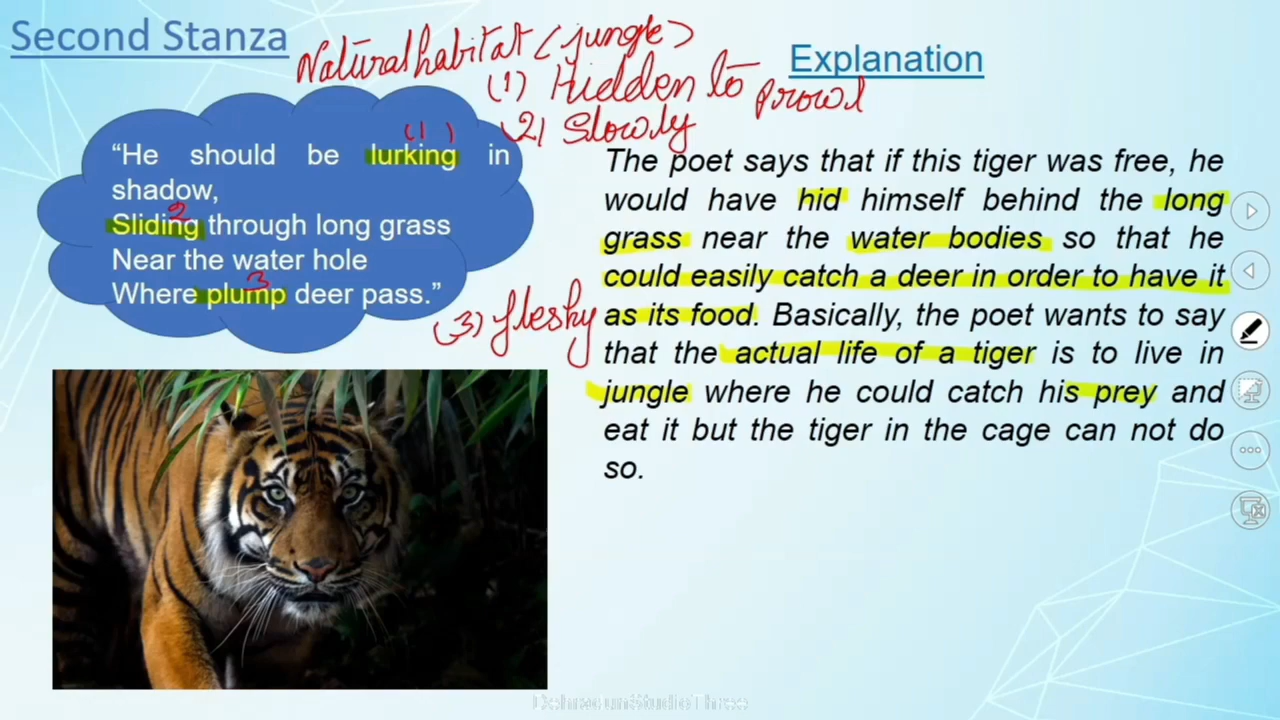 Second Stanza
Natural habitat (jungle)
(1) Hidden to prowl
(2) Slowly
Explanation
(1)
“He should be lurking in
shadow,
2
Sliding through long grass
Near the water hole
3
Where plump deer pass.”
(3) fleshy
The poet says that if this tiger was free, he
would have hid himself behind the long
grass near the water bodies so that he
could easily catch a deer in order to have it
as its food. Basically, the poet wants to say
that the actual life of a tiger is to live in
jungle where he could catch his prey and
eat it but the tiger in the cage can not do
so.
DehradunStudioThree